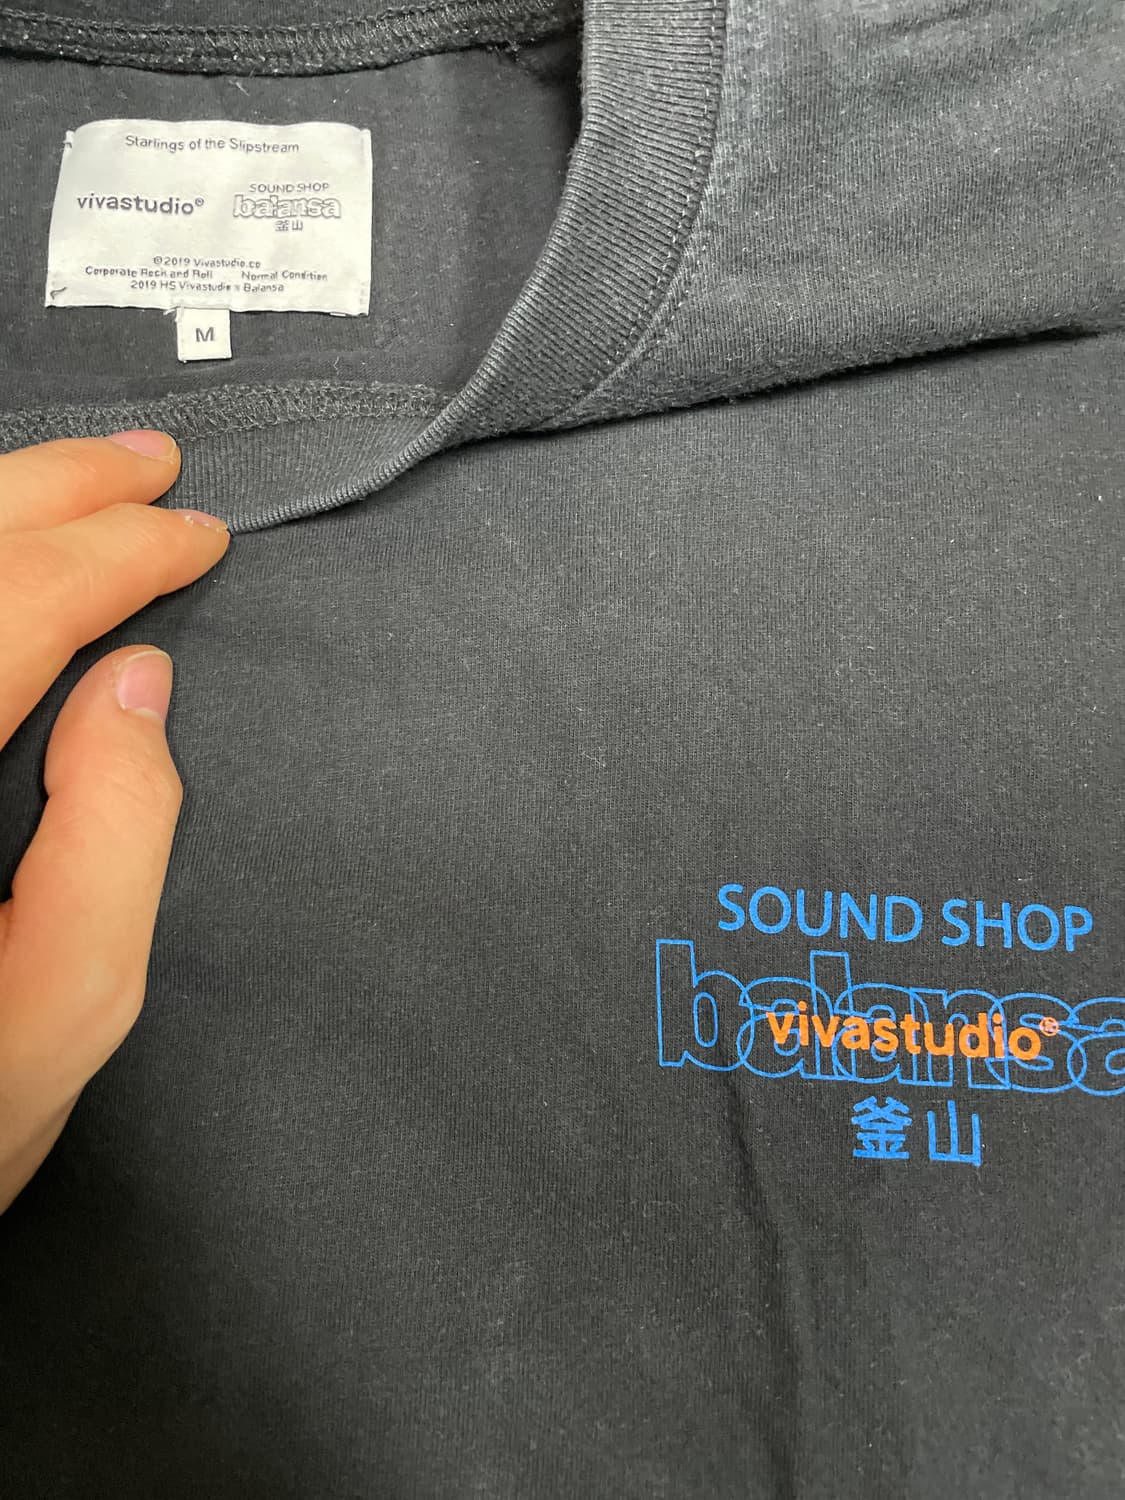 Starlings of the Slipstream
vivastudio®
SOUND SHOP
balansa
釜山
©2019 Vivastudio.co
Corporate Rock and Roll Normal Condition
2019 HS Vivastudio x Balansa
M
SOUND SHOP
balansa
vivastudio®
釜山